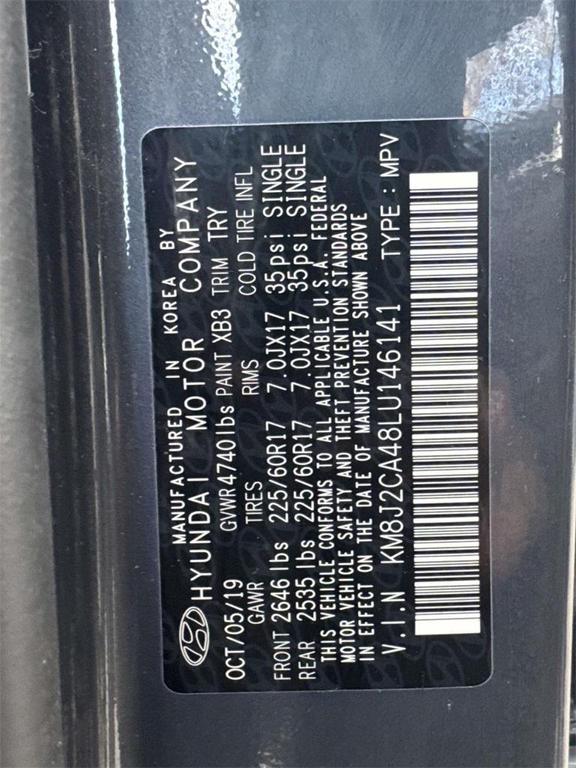 MANUFACTURED IN KOREA BY
HYUNDAI MOTOR COMPANY
OCT/05/19 GVWR 4740 lbs PAINT XB3 TRIM TRY
GAWR TIRES RIMS COLD TIRE INFL
FRONT 2646 lbs 225/60R17 7.0JX17 35psi SINGLE
REAR 2535 lbs 225/60R17 7.0JX17 35psi SINGLE
THIS VEHICLE CONFORMS TO ALL APPLICABLE U.S.A. FEDERAL
MOTOR VEHICLE SAFETY AND THEFT PREVENTION STANDARDS
IN EFFECT ON THE DATE OF MANUFACTURE SHOWN ABOVE
V.I.N KM8J2CA48LU146141 TYPE : MPV